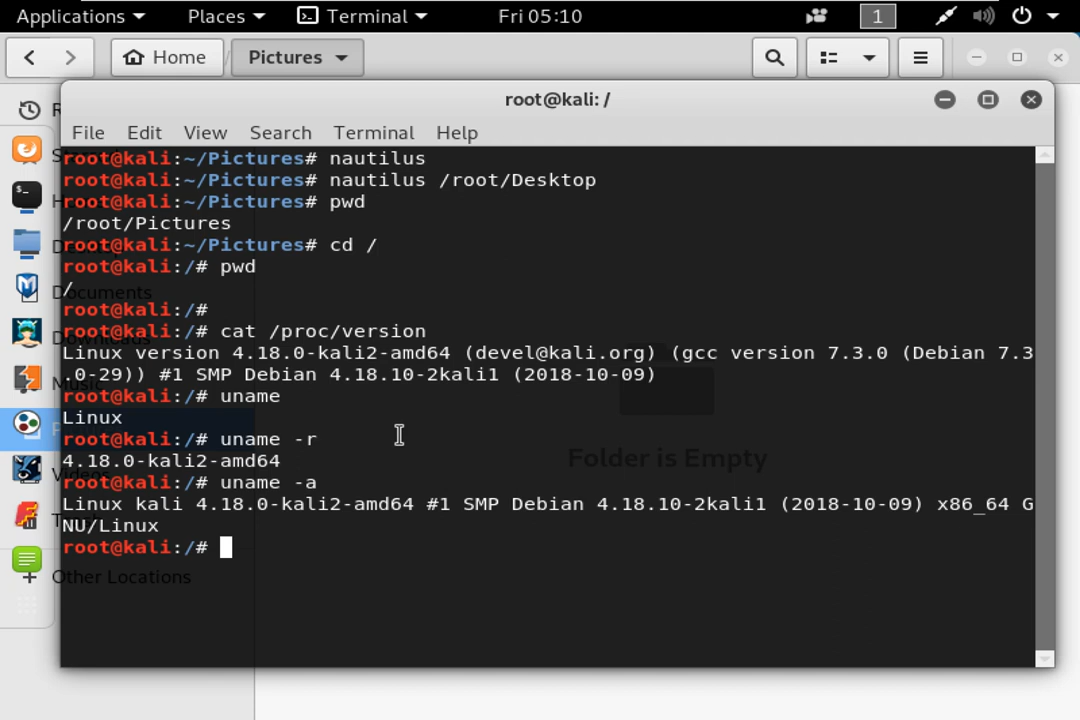 Applications Places Terminal Fri 05:10 1
Home Pictures
root@kali: /
File Edit View Search Terminal Help
root@kali:~/Pictures# nautilus
root@kali:~/Pictures# nautilus /root/Desktop
root@kali:~/Pictures# pwd
/root/Pictures
root@kali:~/Pictures# cd /
root@kali:/# pwd
/
root@kali:/#
root@kali:/# cat /proc/version
Linux version 4.18.0-kali2-amd64 (devel@kali.org) (gcc version 7.3.0 (Debian 7.3
.0-29)) #1 SMP Debian 4.18.10-2kali1 (2018-10-09)
root@kali:/# uname
Linux
root@kali:/# uname -r
4.18.0-kali2-amd64
root@kali:/# uname -a
Linux kali 4.18.0-kali2-amd64 #1 SMP Debian 4.18.10-2kali1 (2018-10-09) x86_64 G
NU/Linux
root@kali:/#
Documents
Downloads
Music
Videos
Other Locations
Folder is Empty